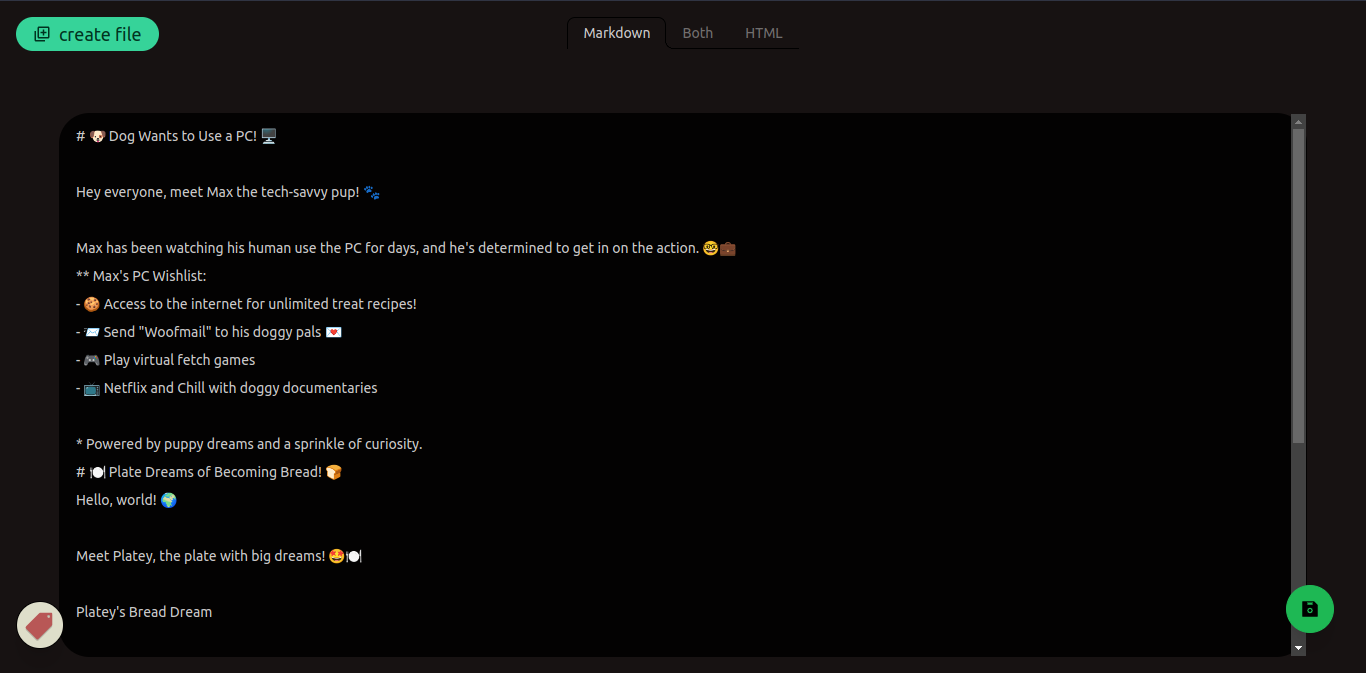 create file
Markdown Both HTML
# 🐶 Dog Wants to Use a PC! 🖥️
Hey everyone, meet Max the tech-savvy pup! 🐾
Max has been watching his human use the PC for days, and he's determined to get in on the action. 🤓💼
** Max's PC Wishlist:
- 🍪 Access to the internet for unlimited treat recipes!
- 📨 Send "Woofmail" to his doggy pals 💌
- 🎮 Play virtual fetch games
- 📺 Netflix and Chill with doggy documentaries
* Powered by puppy dreams and a sprinkle of curiosity.
# 🍽️ Plate Dreams of Becoming Bread! 🍞
Hello, world! 🌍
Meet Platey, the plate with big dreams! 🤩🍽️
Platey's Bread Dream